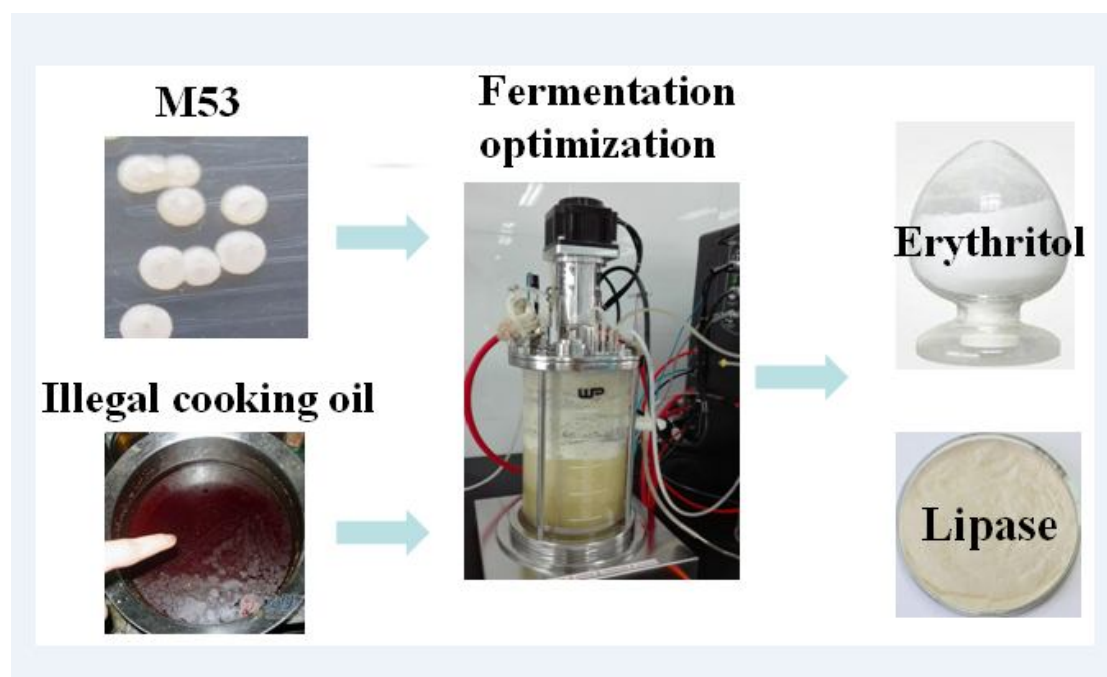 M53
Fermentation
optimization
Illegal cooking oil
Erythritol
Lipase